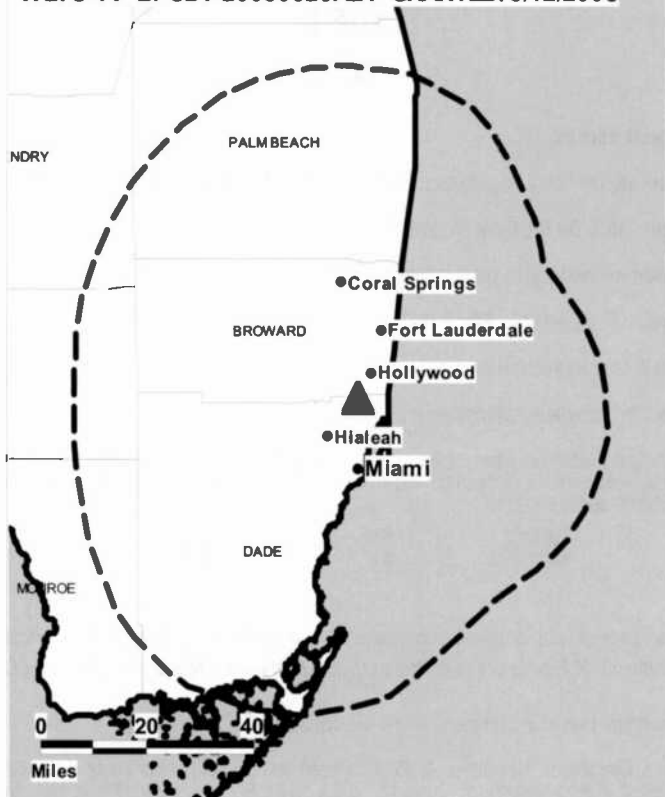 NDRY
PALM BEACH
Coral Springs
BROWARD
Fort Lauderdale
Hollywood
Hialeah
Miami
DADE
MONROE
0 20 40
Miles